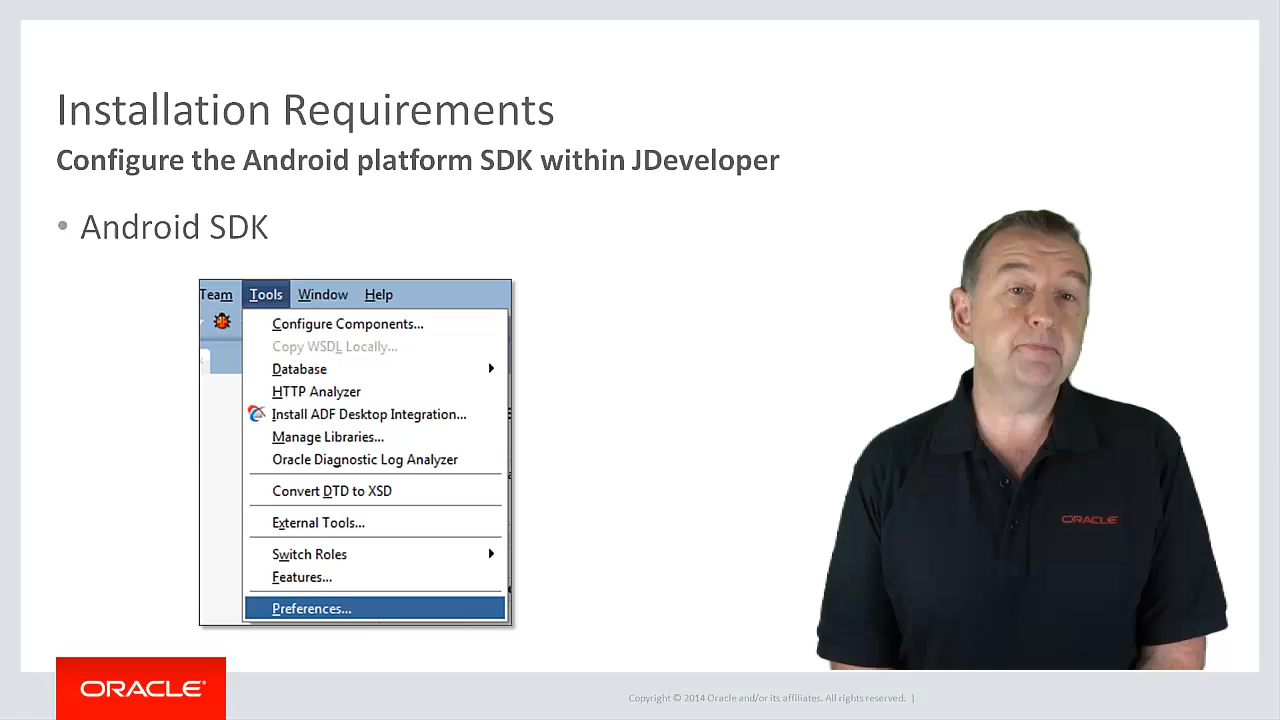 Installation Requirements
Configure the Android platform SDK within JDeveloper
• Android SDK
Team Tools Window Help
Configure Components...
Copy WSDL Locally...
Database
HTTP Analyzer
Install ADF Desktop Integration...
Manage Libraries...
Oracle Diagnostic Log Analyzer
Convert DTD to XSD
External Tools...
Switch Roles
Features...
Preferences...
ORACLE
ORACLE®
Copyright © 2014 Oracle and/or its affiliates. All rights reserved. |